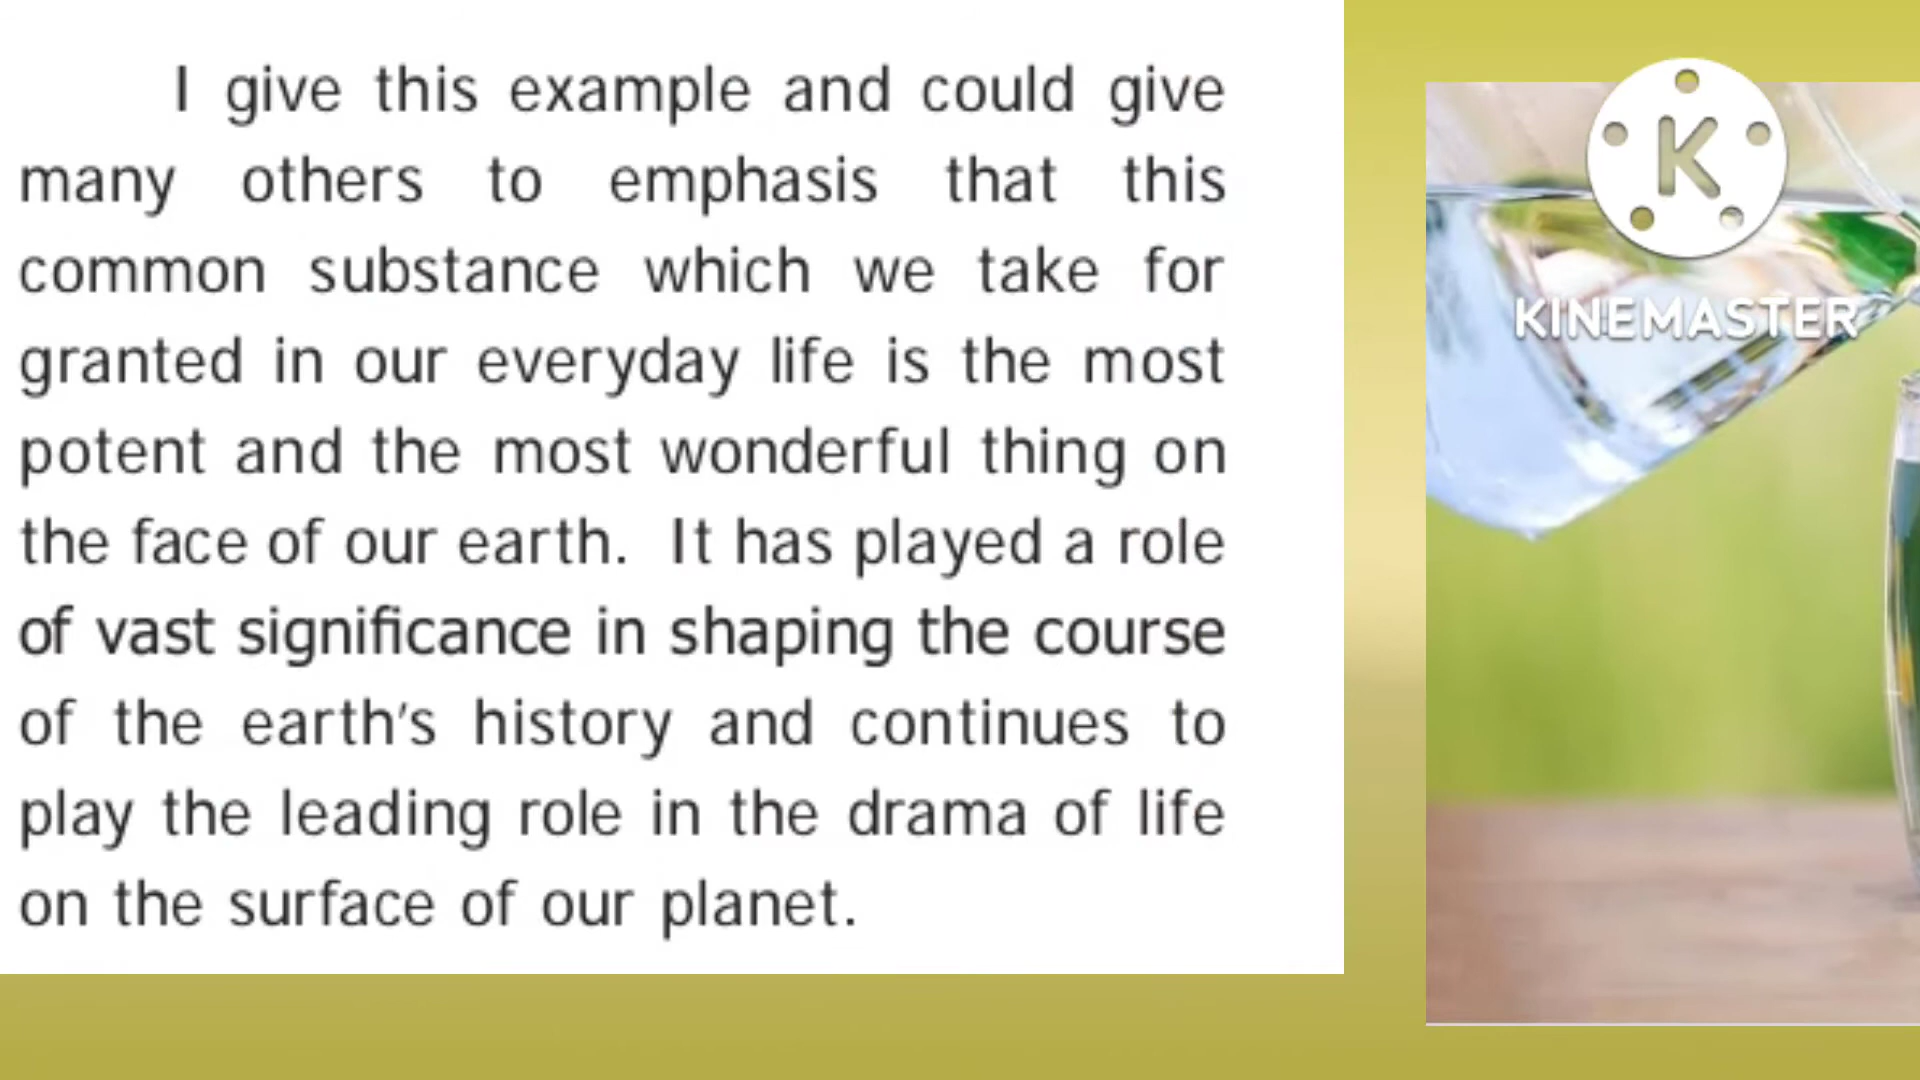 I give this example and could give
many others to emphasis that this
common substance which we take for
granted in our everyday life is the most
potent and the most wonderful thing on
the face of our earth. It has played a role
of vast significance in shaping the course
of the earth's history and continues to
play the leading role in the drama of life
on the surface of our planet.
K
KINEMASTER